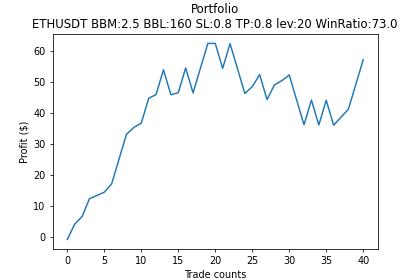 Portfolio
ETHUSDT BBM:2.5 BBL:160 SL:0.8 TP:0.8 lev:20 WinRatio:73.0
60
50
40
30
20
10
0
Profit ($)
0 5 10 15 20 25 30 35 40
Trade counts